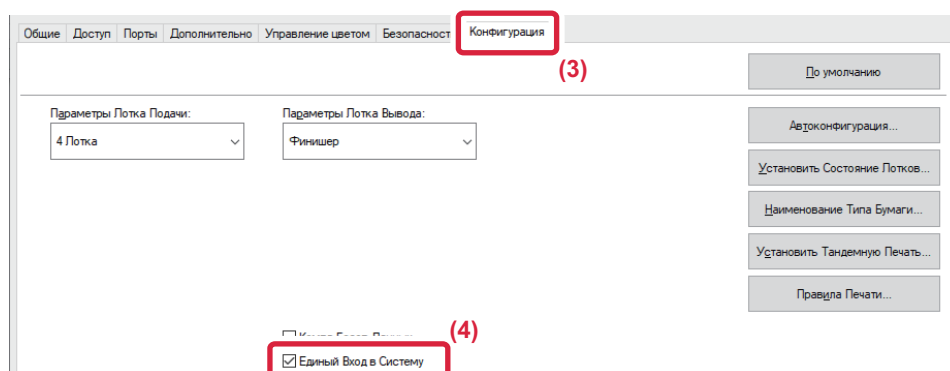 Общие Доступ Порты Дополнительно Управление цветом Безопасност Конфигурация
(3)
По умолчанию
Параметры Лотка Подачи: Параметры Лотка Вывода:
4 Лотка Финишер
Автоконфигурация...
Установить Состояние Лотков...
Наименование Типа Бумаги...
Установить Тандемную Печать...
Правила Печати...
(4)
Единый Вход в Систему